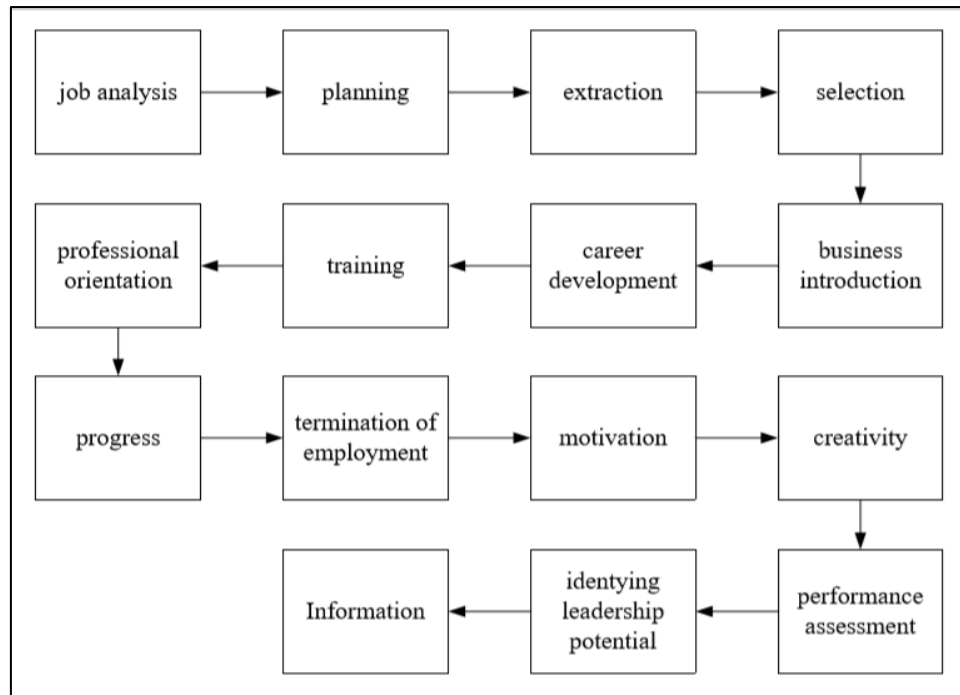 job analysis
planning
extraction
selection
business
introduction
career
development
training
professional
orientation
progress
termination of
employment
motivation
creativity
performance
assessment
identying
leadership
potential
Information